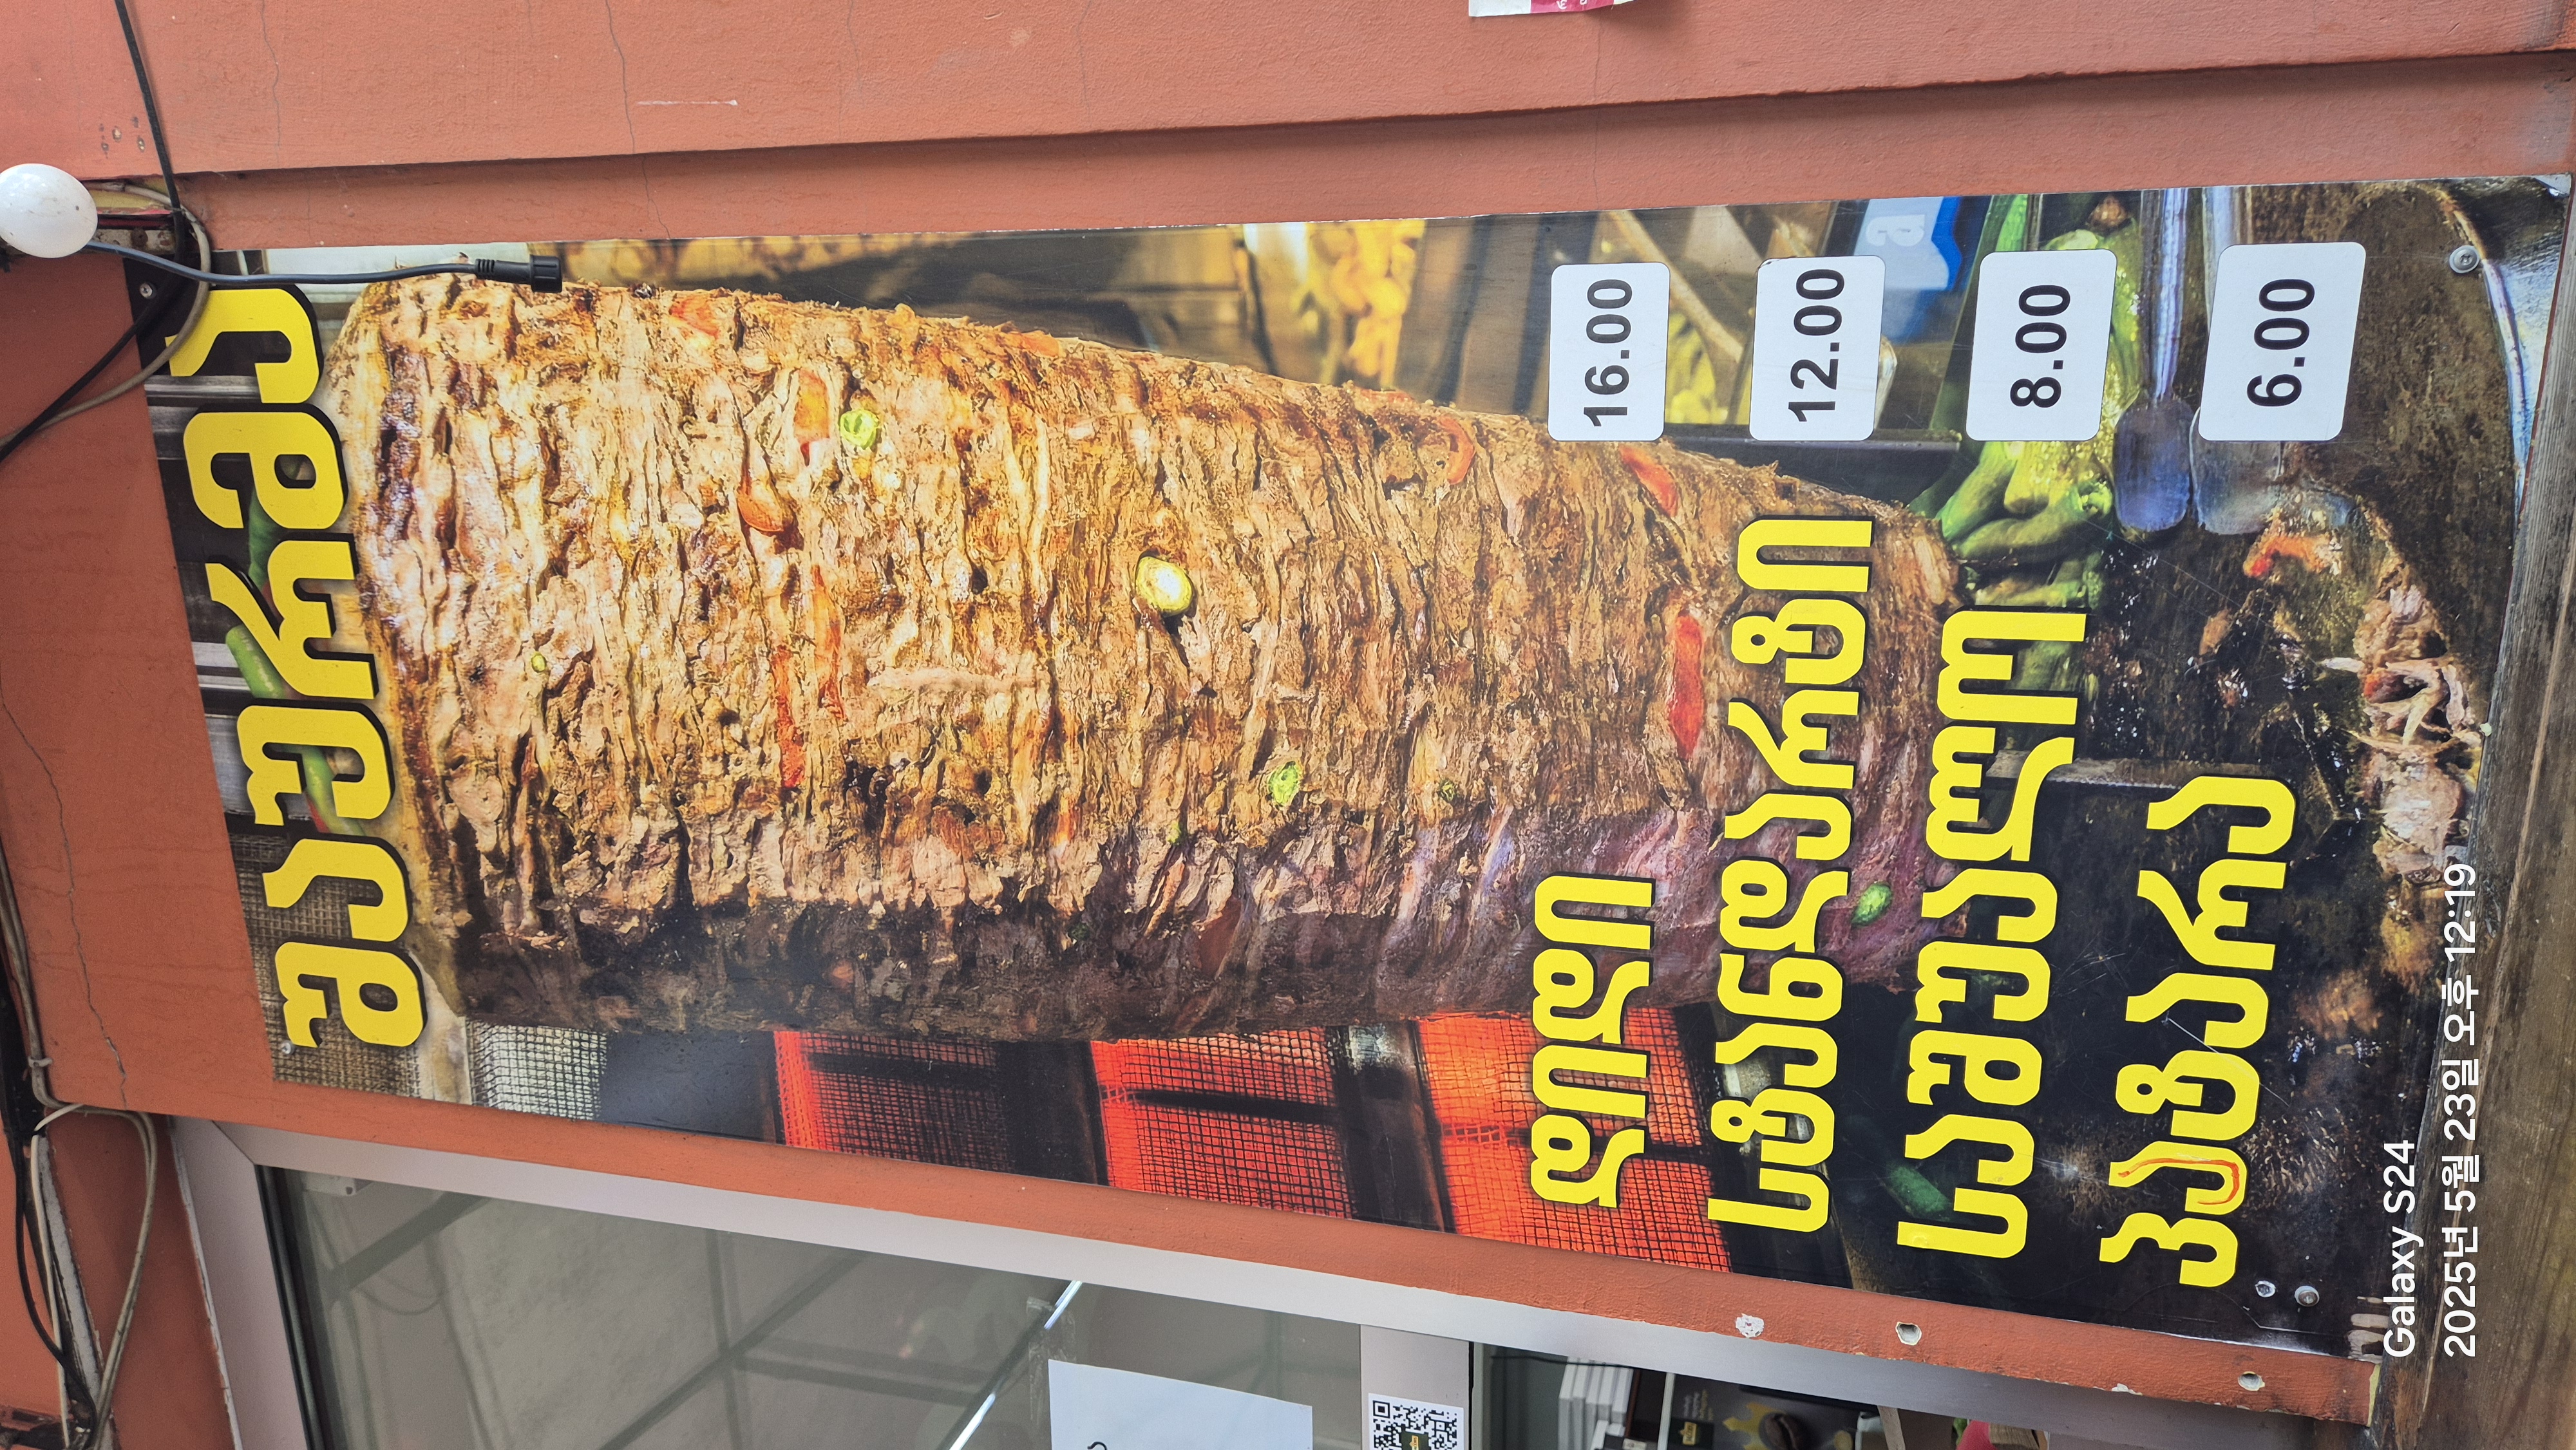 შაურმა
დიდი 16.00
სტანდარტი 12.00
საშუალო 8.00
პატარა 6.00
Galaxy S24
2025년 5월 23일 오후 12:19